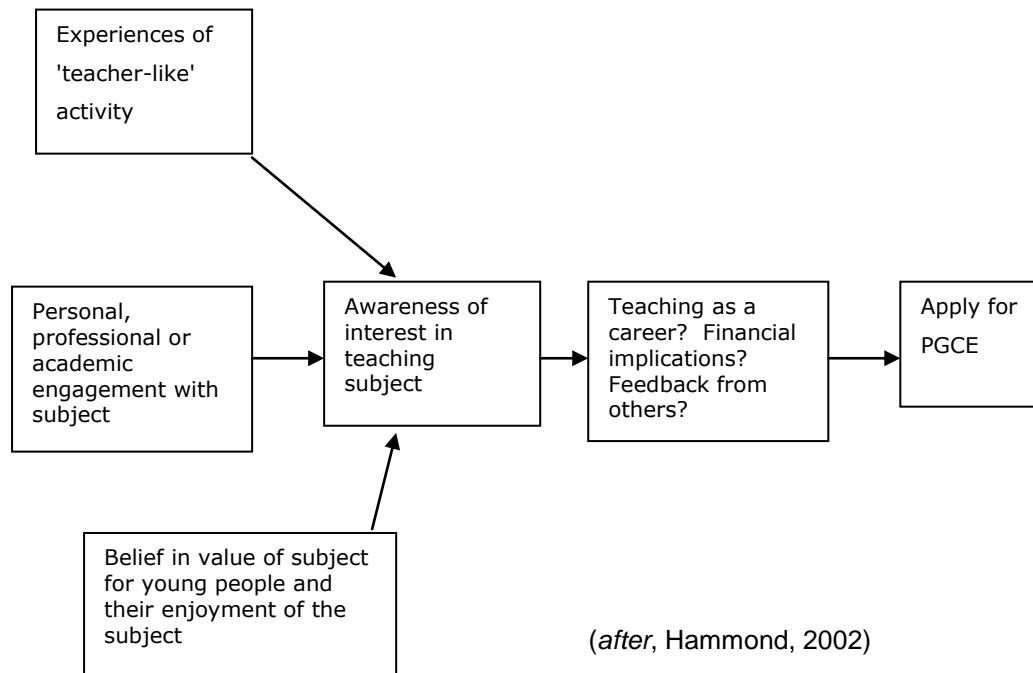 Experiences of
'teacher-like'
activity
Personal,
professional or
academic
engagement with
subject
Awareness of
interest in
teaching
subject
Teaching as a
career?  Financial
implications?
Feedback from
others?
Apply for
PGCE
Belief in value of subject
for young people and
their enjoyment of the
subject
(after, Hammond, 2002)